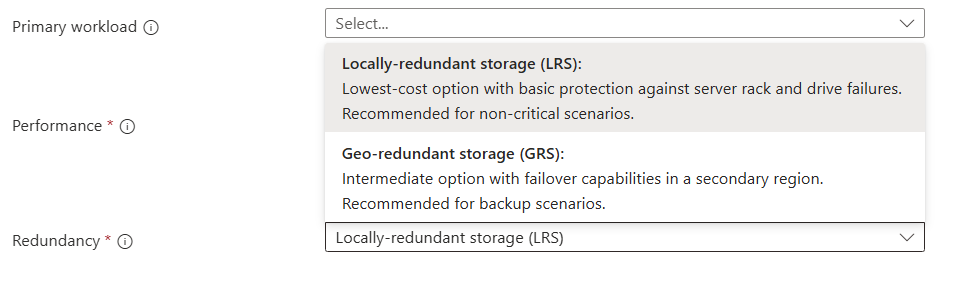 Primary workload
Select...
Locally-redundant storage (LRS):
Lowest-cost option with basic protection against server rack and drive failures.
Recommended for non-critical scenarios.
Performance *
Geo-redundant storage (GRS):
Intermediate option with failover capabilities in a secondary region.
Recommended for backup scenarios.
Redundancy *
Locally-redundant storage (LRS)